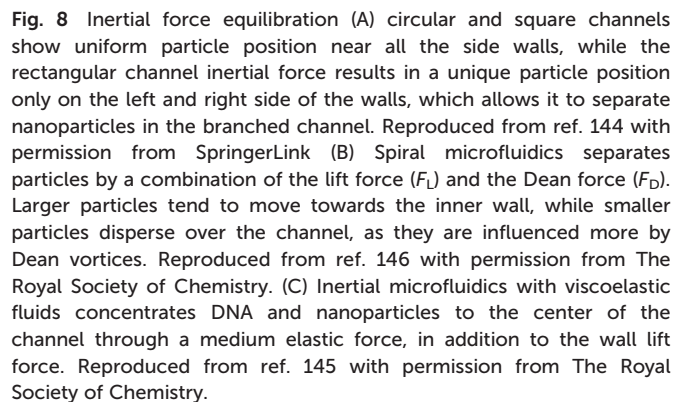 Fig. 8 Inertial force equilibration (A) circular and square channels
show uniform particle position near all the side walls, while the
rectangular channel inertial force results in a unique particle position
only on the left and right side of the walls, which allows it to separate
nanoparticles in the branched channel. Reproduced from ref. 144 with
permission from SpringerLink (B) Spiral microfluidics separates
particles by a combination of the lift force (FL) and the Dean force (FD).
Larger particles tend to move towards the inner wall, while smaller
particles disperse over the channel, as they are influenced more by
Dean vortices. Reproduced from ref. 146 with permission from The
Royal Society of Chemistry. (C) Inertial microfluidics with viscoelastic
fluids concentrates DNA and nanoparticles to the center of the
channel through a medium elastic force, in addition to the wall lift
force. Reproduced from ref. 145 with permission from The Royal
Society of Chemistry.